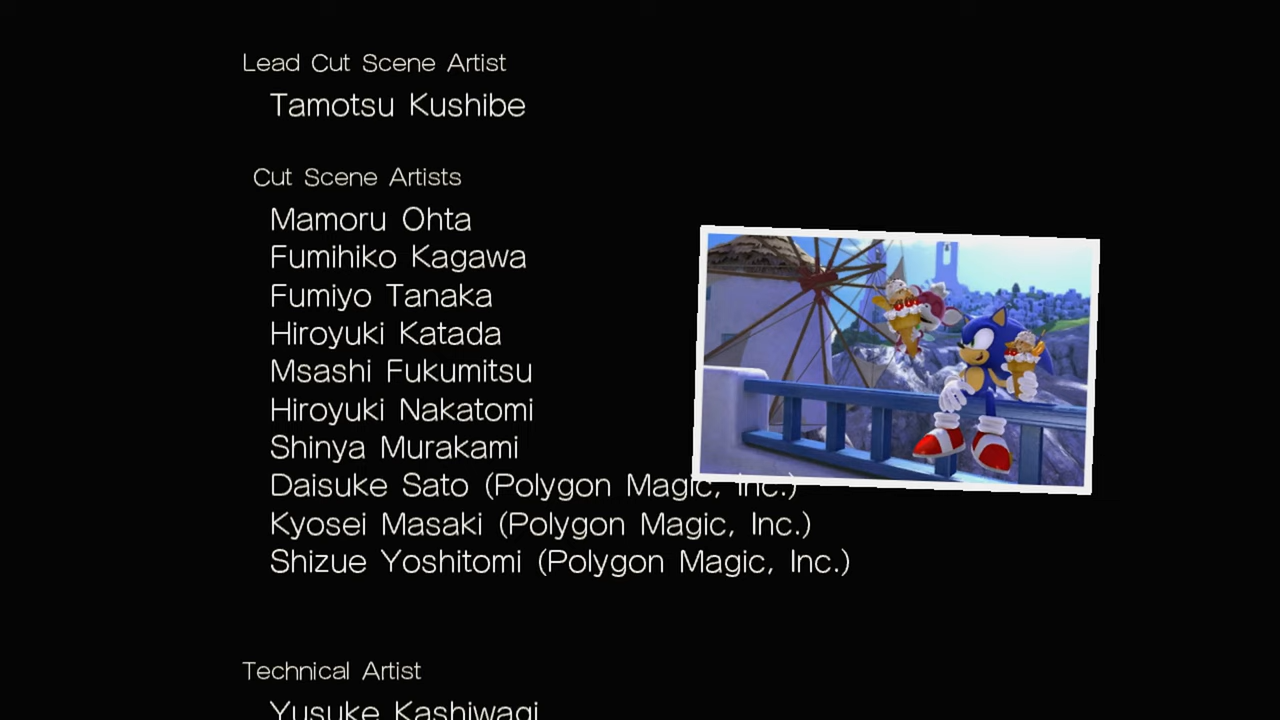 Lead Cut Scene Artist
Tamotsu Kushibe
Cut Scene Artists
Mamoru Ohta
Fumihiko Kagawa
Fumiyo Tanaka
Hiroyuki Katada
Msashi Fukumitsu
Hiroyuki Nakatomi
Shinya Murakami
Daisuke Sato (Polygon Magic, Inc.)
Kyosei Masaki (Polygon Magic, Inc.)
Shizue Yoshitomi (Polygon Magic, Inc.)
Technical Artist
Yusuke Kashiwagi